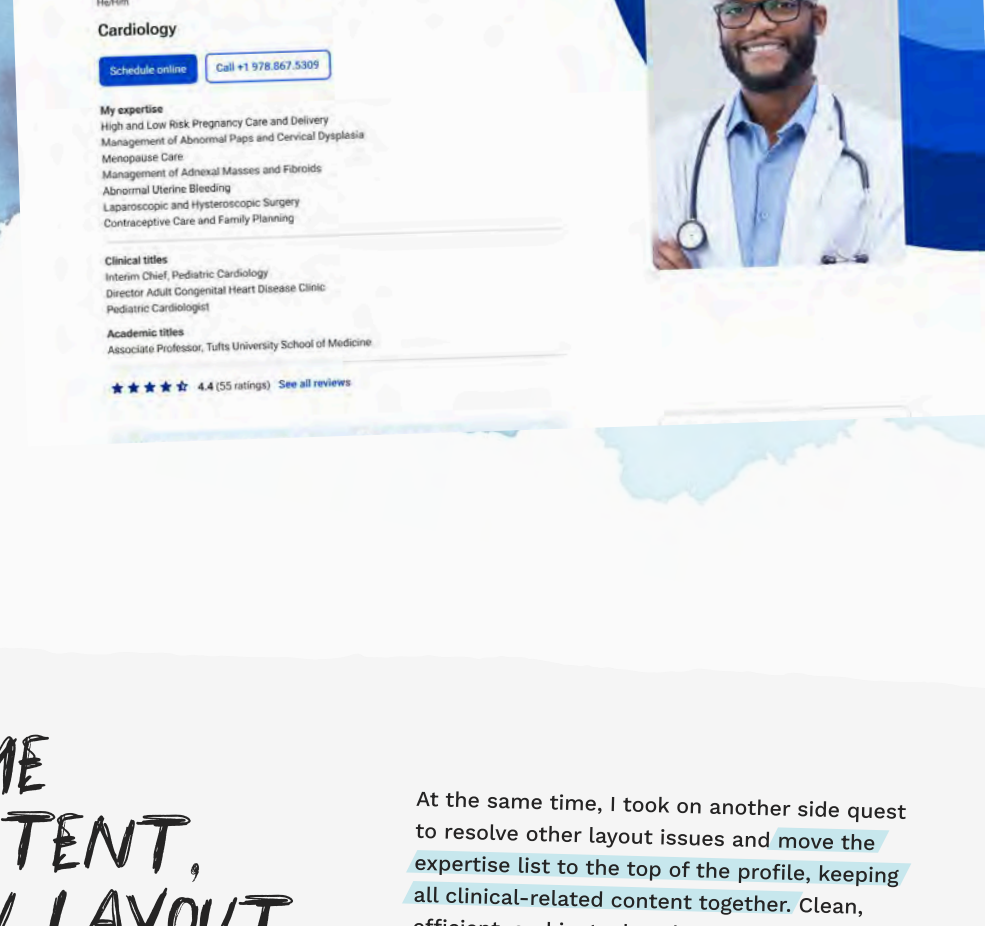 He/Him
Cardiology
Schedule online
Call +1 978.867.5309
My expertise
High and Low Risk Pregnancy Care and Delivery
Management of Abnormal Paps and Cervical Dysplasia
Menopause Care
Management of Adnexal Masses and Fibroids
Abnormal Uterine Bleeding
Laparoscopic and Hysteroscopic Surgery
Contraceptive Care and Family Planning
Clinical titles
Interim Chief, Pediatric Cardiology
Director Adult Congenital Heart Disease Clinic
Pediatric Cardiologist
Academic titles
Associate Professor, Tufts University School of Medicine
4.4 (55 ratings) See all reviews
ME
TENT,
LAYOUT
At the same time, I took on another side quest
to resolve other layout issues and move the
expertise list to the top of the profile, keeping
all clinical-related content together. Clean,